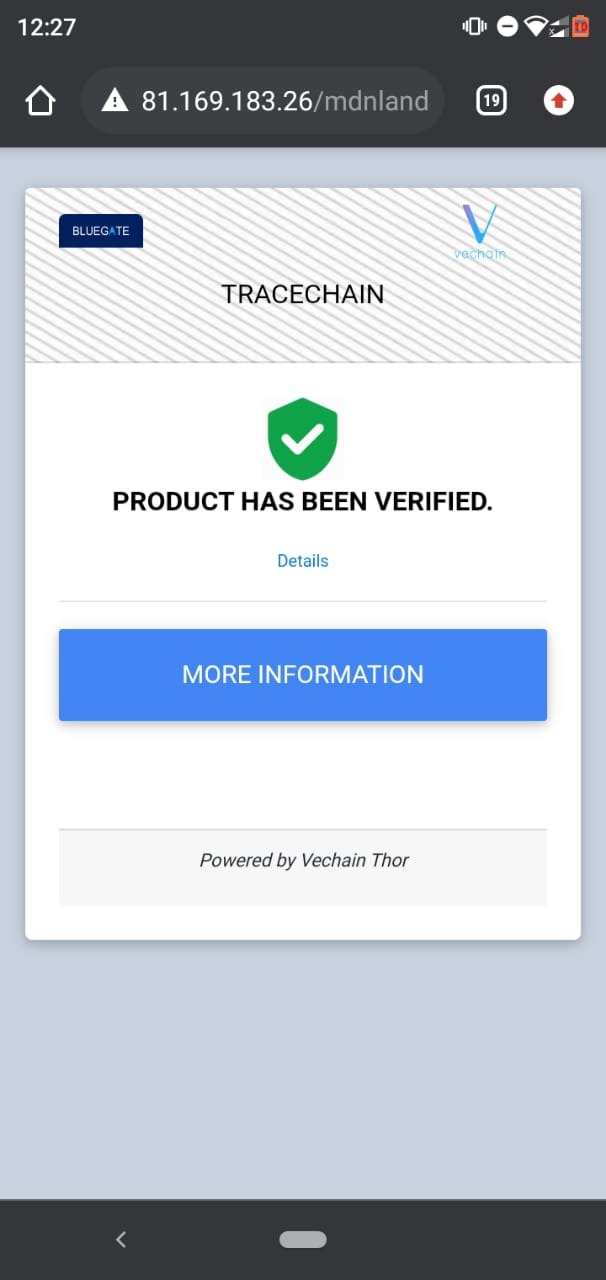 12:27
10
81.169.183.26/mdnland
19
BLUEGATE
vechain
TRACECHAIN
PRODUCT HAS BEEN VERIFIED.
Details
MORE INFORMATION
Powered by Vechain Thor